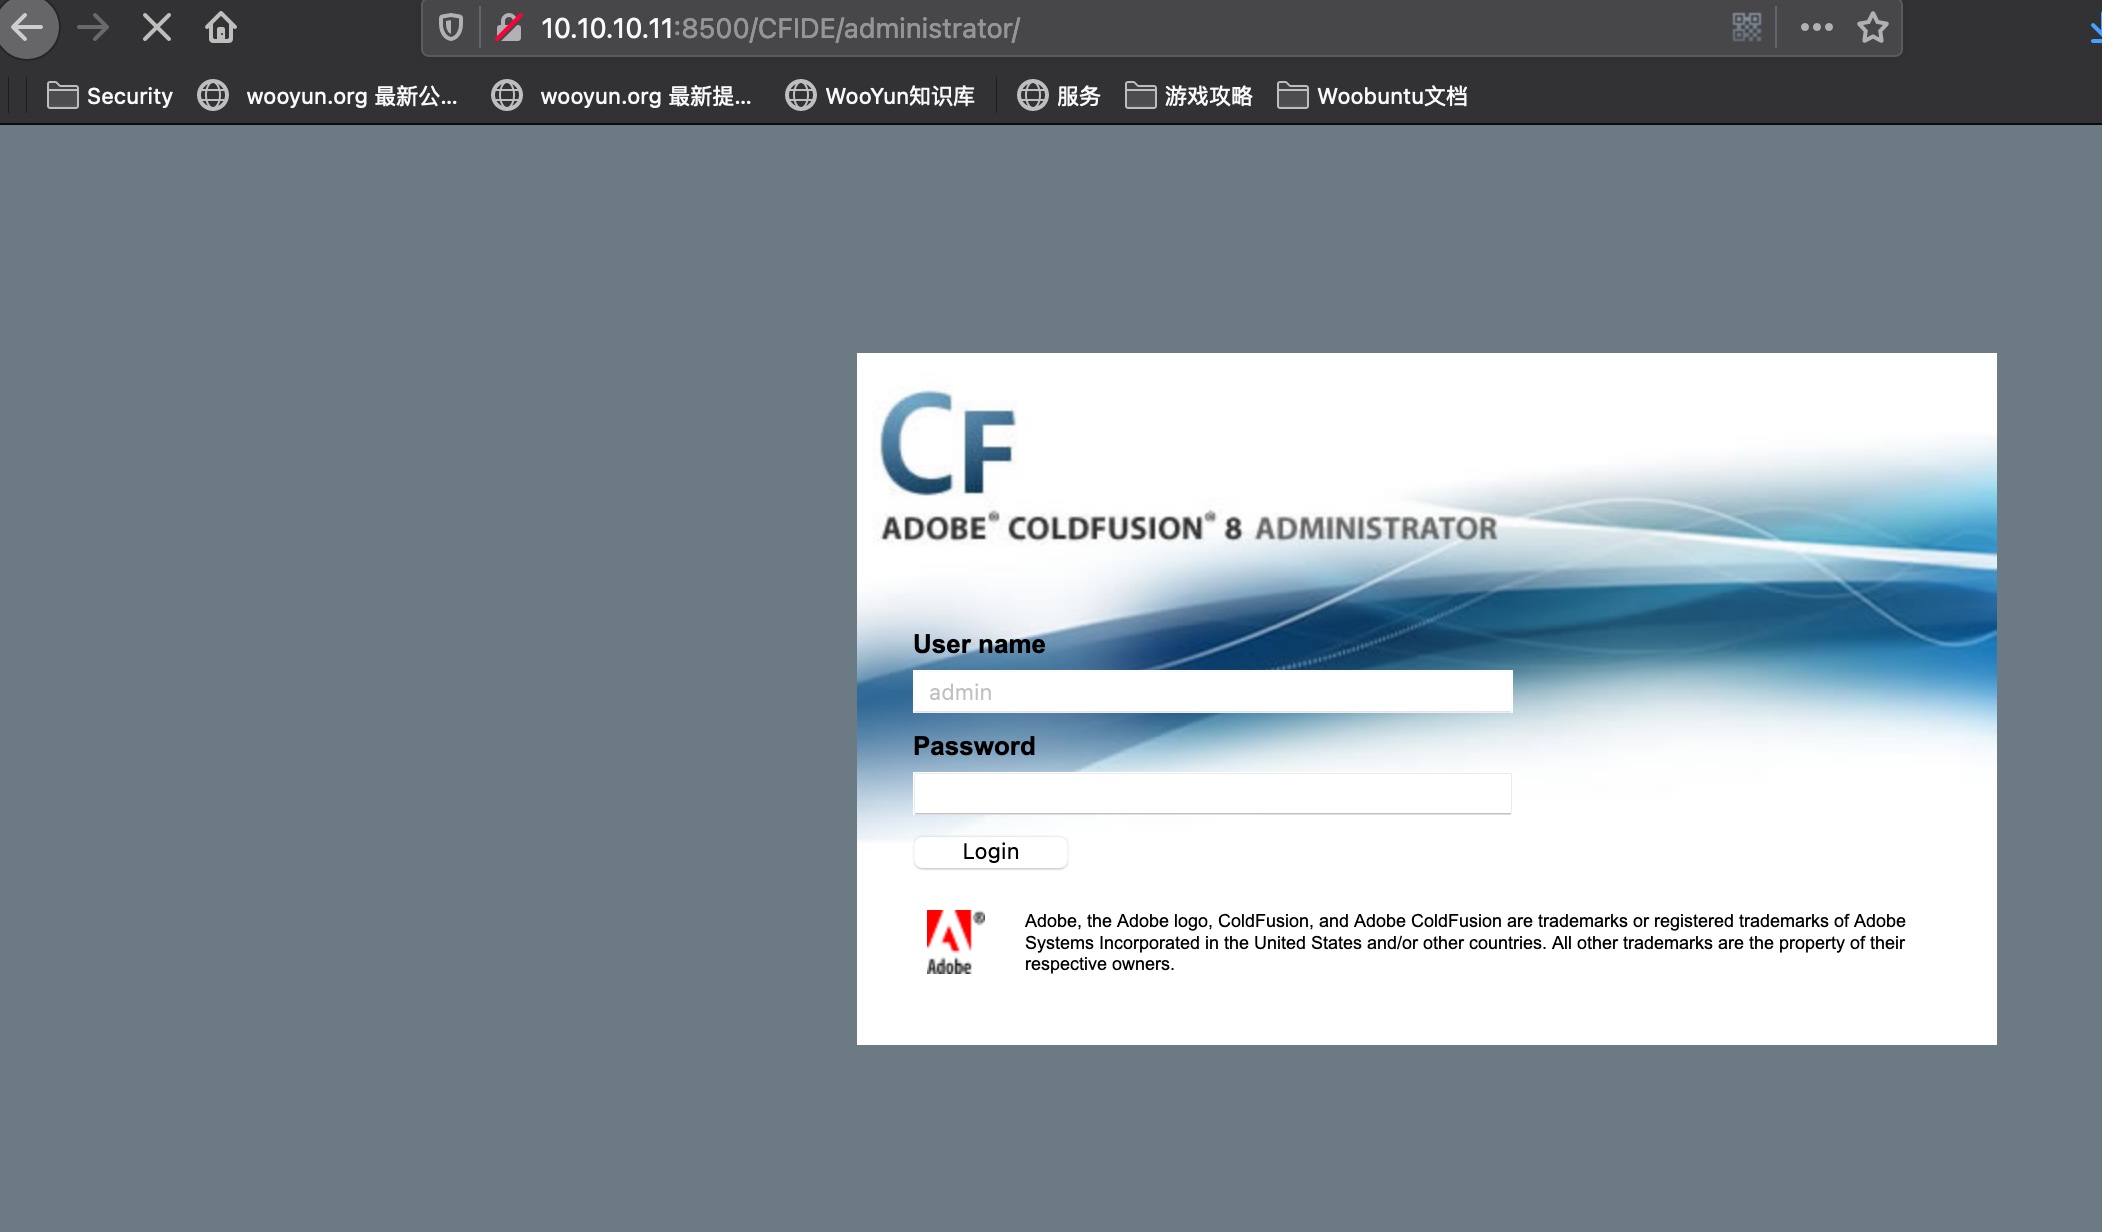 10.10.10.11:8500/CFIDE/administrator/
Security wooyun.org 最新公... wooyun.org 最新提... WooYun知识库 服务 游戏攻略 Woobuntu文档
CF
ADOBE® COLDFUSION® 8 ADMINISTRATOR
User name
admin
Password
Login
Adobe®
Adobe, the Adobe logo, ColdFusion, and Adobe ColdFusion are trademarks or registered trademarks of Adobe
Systems Incorporated in the United States and/or other countries. All other trademarks are the property of their
respective owners.